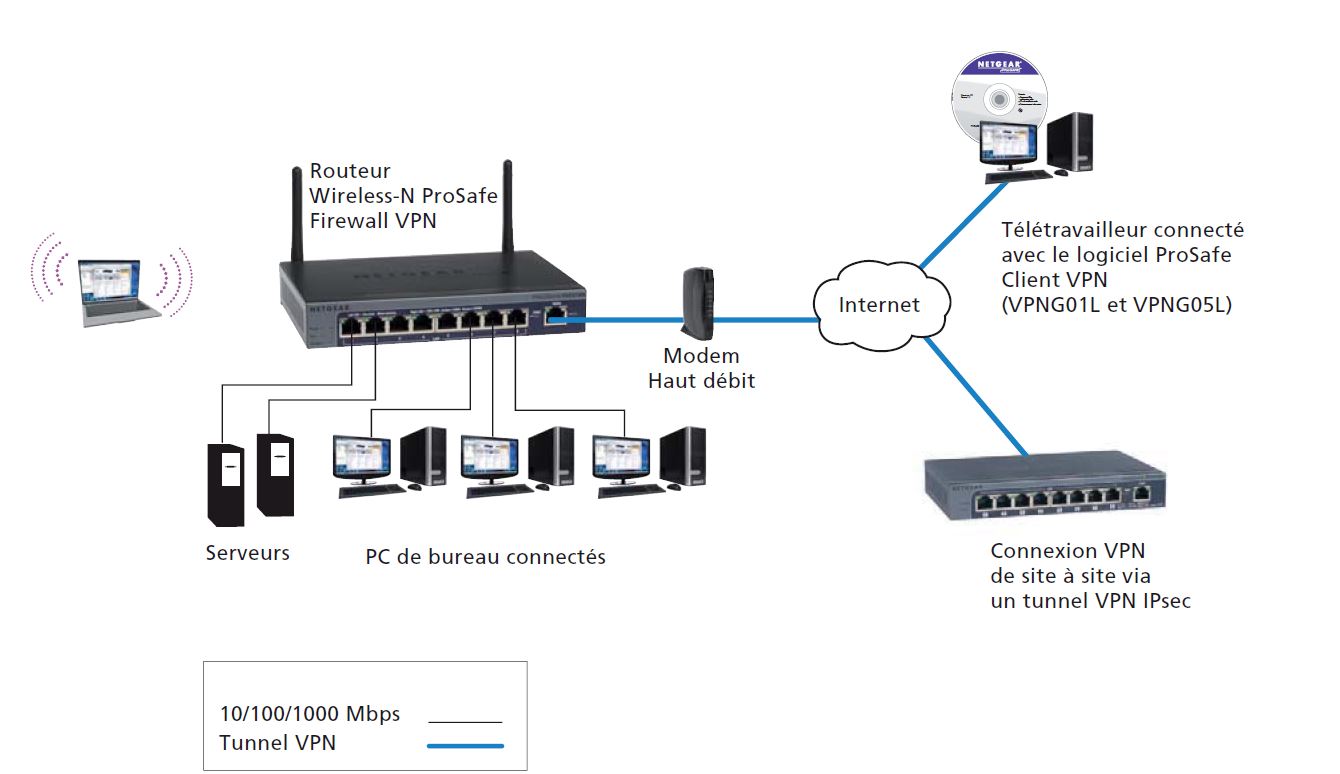 NETGEAR
Routeur
Wireless-N ProSafe
Firewall VPN
NETGEAR
NETGEAR
Télétravailleur connecté
avec le logiciel ProSafe
Client VPN
(VPNG01L et VPNG05L)
Internet
Modem
Haut débit
NETGEAR
Serveurs
PC de bureau connectés
Connexion VPN
de site à site via
un tunnel VPN IPsec
10/100/1000 Mbps
Tunnel VPN